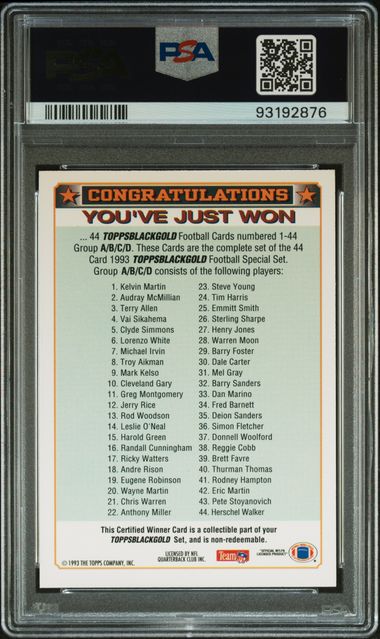 PSA
93192876
CONGRATULATIONS
YOU'VE JUST WON
... 44 TOPPSBLACKGOLD Football Cards numbered 1-44
Group A/B/C/D. These Cards are the complete set of the 44
Card 1993 TOPPSBLACKGOLD Football Special Set.
Group A/B/C/D consists of the following players:
1. Kelvin Martin
2. Audray McMillian
3. Terry Allen
4. Vai Sikahema
5. Clyde Simmons
6. Lorenzo White
7. Michael Irvin
8. Troy Aikman
9. Mark Kelso
10. Cleveland Gary
11. Greg Montgomery
12. Jerry Rice
13. Rod Woodson
14. Leslie O'Neal
15. Harold Green
16. Randall Cunningham
17. Ricky Watters
18. Andre Rison
19. Eugene Robinson
20. Wayne Martin
21. Chris Warren
22. Anthony Miller
23. Steve Young
24. Tim Harris
25. Emmitt Smith
26. Sterling Sharpe
27. Henry Jones
28. Warren Moon
29. Barry Foster
30. Dale Carter
31. Mel Gray
32. Barry Sanders
33. Dan Marino
34. Fred Barnett
35. Deion Sanders
36. Simon Fletcher
37. Donnell Woolford
38. Reggie Cobb
39. Brett Favre
40. Thurman Thomas
41. Rodney Hampton
42. Eric Martin
43. Pete Stoyanovich
44. Herschel Walker
This Certified Winner Card is a collectible part of your
TOPPSBLACKGOLD Set, and is non-redeemable.
© 1993 THE TOPPS COMPANY, INC.
LICENSED BY NFL
QUARTERBACK CLUB INC.
Team NFL
"OFFICIAL NFLPA
LICENSED PRODUCT"